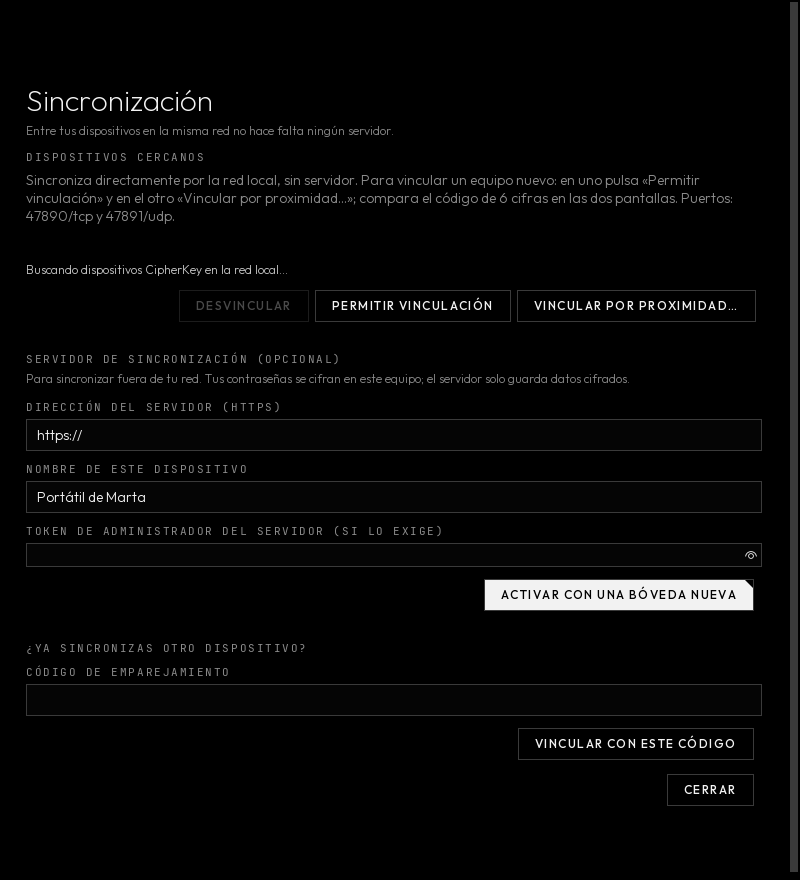 Sincronización
Entre tus dispositivos en la misma red no hace falta ningún servidor.
DISPOSITIVOS CERCANOS
Sincroniza directamente por la red local, sin servidor. Para vincular un equipo nuevo: en uno pulsa «Permitir
vinculación» y en el otro «Vincular por proximidad...»; compara el código de 6 cifras en las dos pantallas. Puertos:
47890/tcp y 47891/udp.
Buscando dispositivos CipherKey en la red local...
DESVINCULAR
PERMITIR VINCULACIÓN
VINCULAR POR PROXIMIDAD...
SERVIDOR DE SINCRONIZACIÓN (OPCIONAL)
Para sincronizar fuera de tu red. Tus contraseñas se cifran en este equipo; el servidor solo guarda datos cifrados.
DIRECCIÓN DEL SERVIDOR (HTTPS)
https://
NOMBRE DE ESTE DISPOSITIVO
Portátil de Marta
TOKEN DE ADMINISTRADOR DEL SERVIDOR (SI LO EXIGE)
ACTIVAR CON UNA BÓVEDA NUEVA
¿YA SINCRONIZAS OTRO DISPOSITIVO?
CÓDIGO DE EMPAREJAMIENTO
VINCULAR CON ESTE CÓDIGO
CERRAR